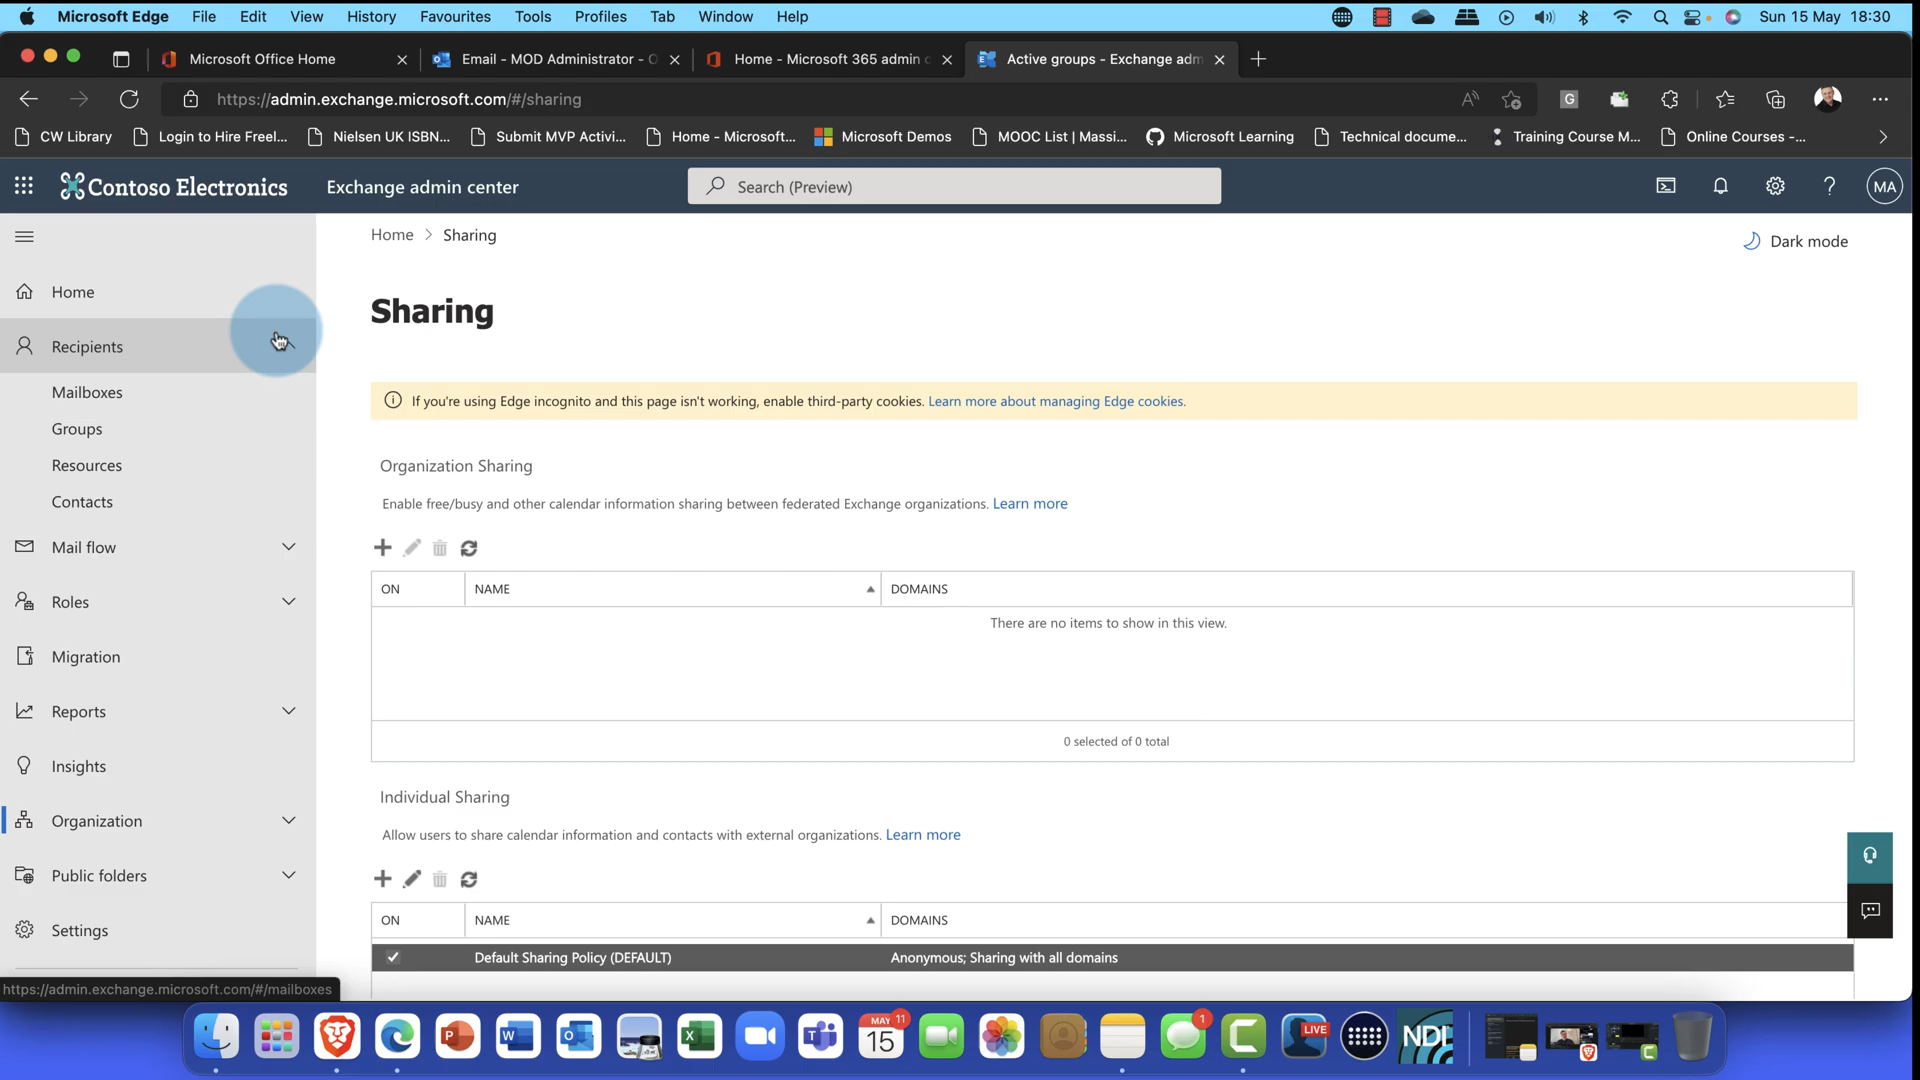 Microsoft Edge File Edit View History Favourites Tools Profiles Tab Window Help Sun 15 May 18:30
Microsoft Office Home Email - MOD Administrator - O Home - Microsoft 365 admin c Active groups - Exchange adm
https://admin.exchange.microsoft.com/#/sharing
CW Library Login to Hire Freel... Nielsen UK ISBN... Submit MVP Activi... Home - Microsoft... Microsoft Demos MOOC List | Massi... Microsoft Learning Technical docume... Training Course M... Online Courses -...
Contoso Electronics Exchange admin center Search (Preview) MA
Home > Sharing
Dark mode
Home
Recipients
Mailboxes
Groups
Resources
Contacts
Mail flow
Roles
Migration
Reports
Insights
Organization
Public folders
Settings
https://admin.exchange.microsoft.com/#/mailboxes
Sharing
If you're using Edge incognito and this page isn't working, enable third-party cookies. Learn more about managing Edge cookies.
Organization Sharing
Enable free/busy and other calendar information sharing between federated Exchange organizations. Learn more
ON NAME DOMAINS
There are no items to show in this view.
0 selected of 0 total
Individual Sharing
Allow users to share calendar information and contacts with external organizations. Learn more
ON NAME DOMAINS
Default Sharing Policy (DEFAULT) Anonymous; Sharing with all domains
MAY 11
15
1
LIVE
NDI